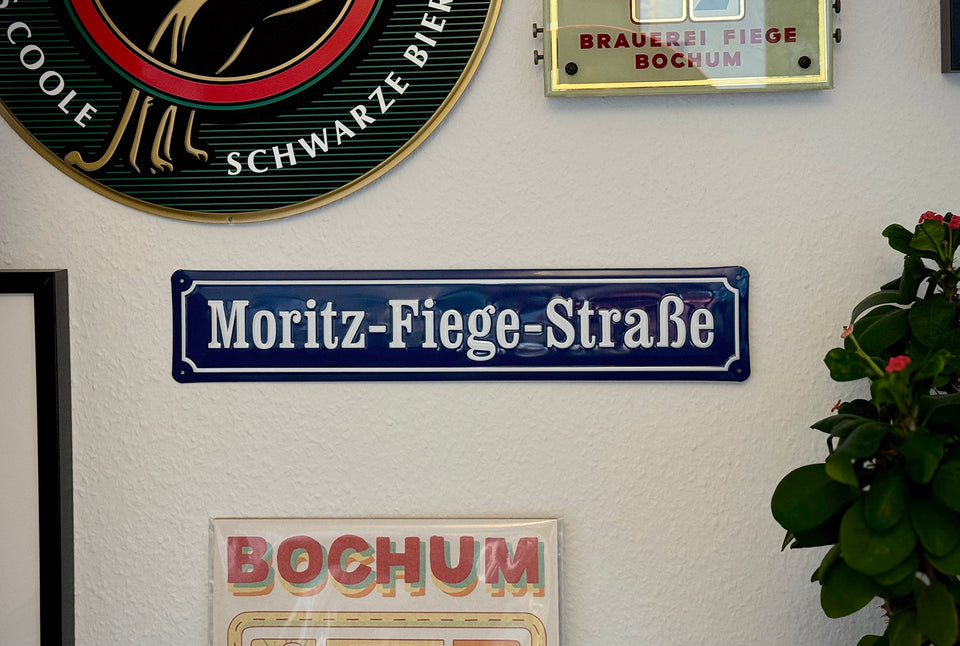 S COOLE
SCHWARZE BIER
BRAUEREI FIEGE
BOCHUM
Moritz-Fiege-Straße
BOCHUM